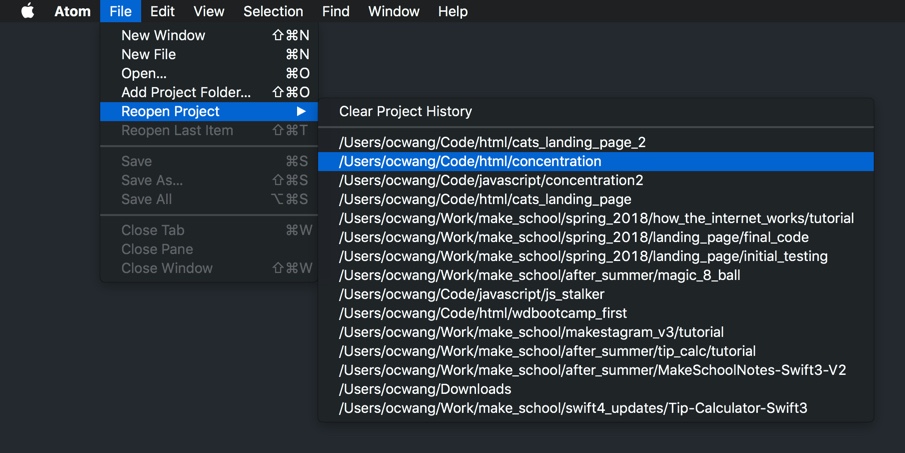 Atom File Edit View Selection Find Window Help
New Window ⇧⌘N
New File ⌘N
Open... ⌘O
Add Project Folder... ⇧⌘O
Reopen Project ▶
Reopen Last Item ⇧⌘T
Save ⌘S
Save As... ⇧⌘S
Save All ⌥⌘S
Close Tab ⌘W
Close Pane
Close Window ⇧⌘W
Clear Project History
/Users/ocwang/Code/html/cats_landing_page_2
/Users/ocwang/Code/html/concentration
/Users/ocwang/Code/javascript/concentration2
/Users/ocwang/Code/html/cats_landing_page
/Users/ocwang/Work/make_school/spring_2018/how_the_internet_works/tutorial
/Users/ocwang/Work/make_school/spring_2018/landing_page/final_code
/Users/ocwang/Work/make_school/spring_2018/landing_page/initial_testing
/Users/ocwang/Work/make_school/after_summer/magic_8_ball
/Users/ocwang/Code/javascript/js_stalker
/Users/ocwang/Code/html/wdbootcamp_first
/Users/ocwang/Work/make_school/makestagram_v3/tutorial
/Users/ocwang/Work/make_school/after_summer/tip_calc/tutorial
/Users/ocwang/Work/make_school/after_summer/MakeSchoolNotes-Swift3-V2
/Users/ocwang/Downloads
/Users/ocwang/Work/make_school/swift4_updates/Tip-Calculator-Swift3